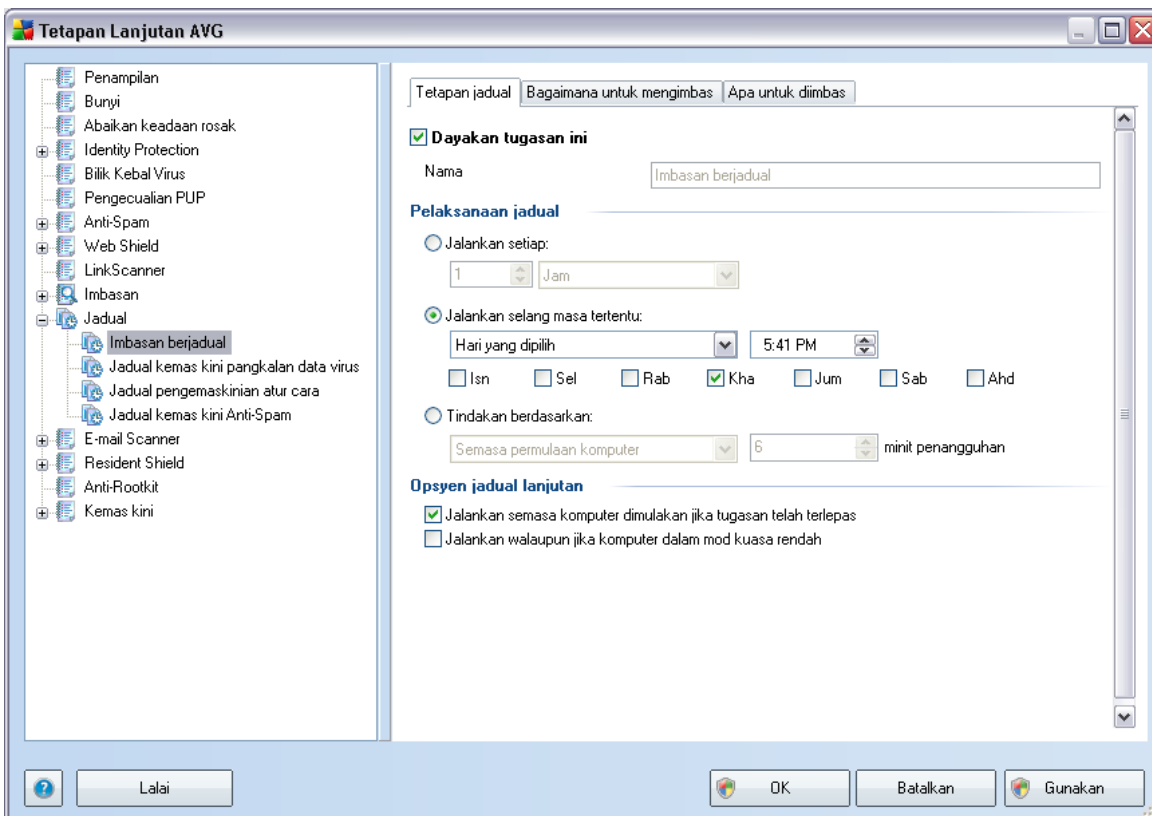 Tetapan Lanjutan AVG
Penampilan
Bunyi
Abaikan keadaan rosak
Identity Protection
Bilik Kebal Virus
Pengecualian PUP
Anti-Spam
Web Shield
LinkScanner
Imbasan
Jadual
Imbasan berjadual
Jadual kemas kini pangkalan data virus
Jadual pengemaskinian atur cara
Jadual kemas kini Anti-Spam
E-mail Scanner
Resident Shield
Anti-Rootkit
Kemas kini
Tetapan jadual Bagaimana untuk mengimbas Apa untuk diimbas
Dayakan tugasan ini
Nama Imbasan berjadual
Pelaksanaan jadual
Jalankan setiap:
1 Jam
Jalankan selang masa tertentu:
Hari yang dipilih 5:41 PM
Isn Sel Rab Kha Jum Sab Ahd
Tindakan berdasarkan:
Semasa permulaan komputer 6 minit penangguhan
Opsyen jadual lanjutan
Jalankan semasa komputer dimulakan jika tugasan telah terlepas
Jalankan walaupun jika komputer dalam mod kuasa rendah
? Lalai OK Batalkan Gunakan